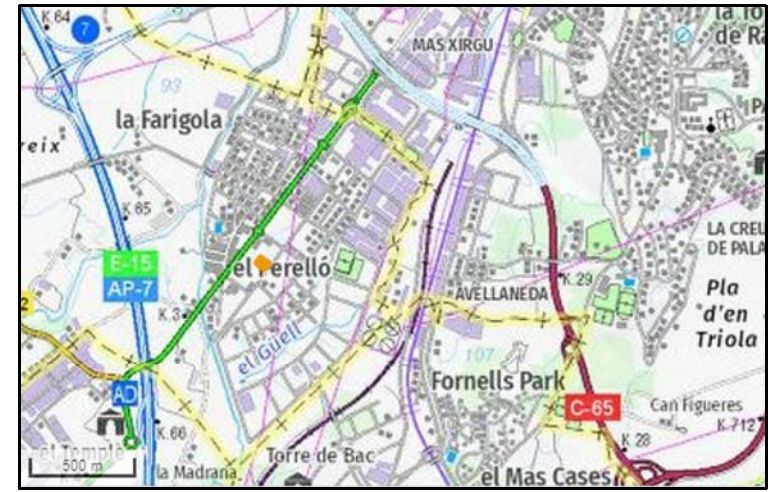 K 64
7
la To
de Ra
MAS XIRGU
93
la Farigola
reix
K 65
LA CREU
DE PALA
E-15
AP-7
el Perelló
K.29
Pla
d'en
Triola
2
K.3
AVELLANEDA
el Güell
107
AD
Fornells Park
C-65
Can Figueres
K.712
K.66
K 28
el Temple
500 m
la Madrana
Torre de Bac
el Mas Cases